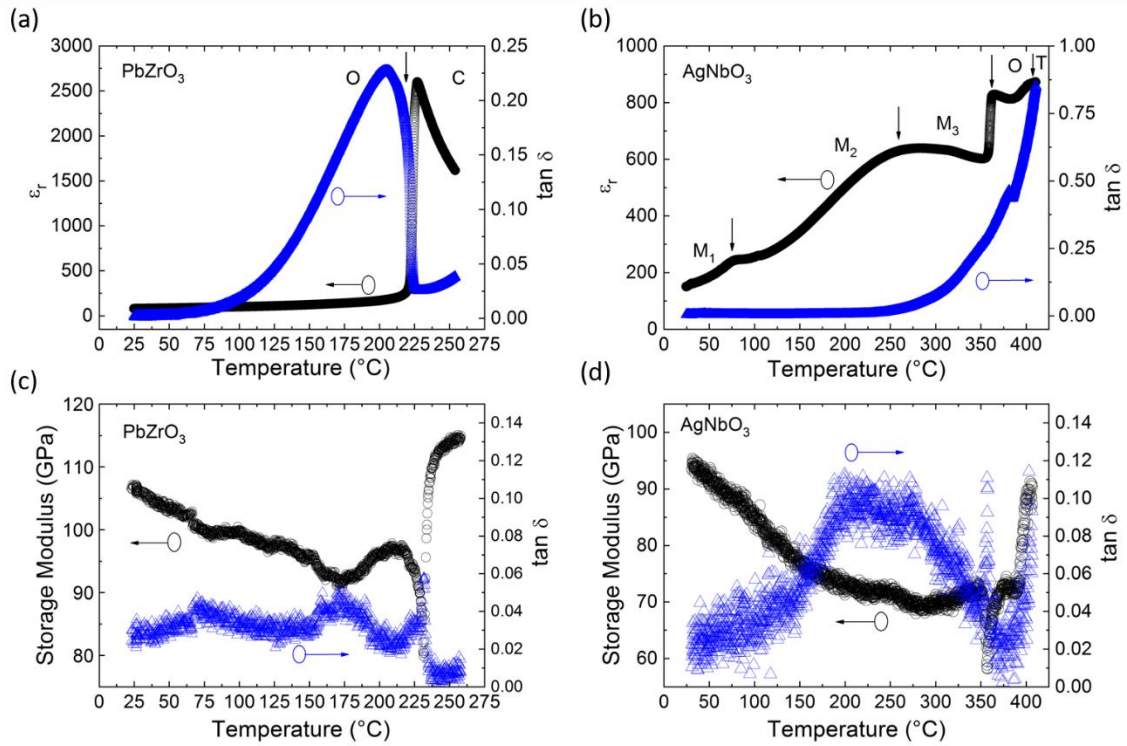 (a)
PbZrO₃
O
C
3000
2750
2500
2250
2000
1750
1500
1250
1000
750
500
250
0
εr
0.25
0.20
0.15
0.10
0.05
0.00
tan δ
25 50 75 100 125 150 175 200 225 250 275
Temperature (°C)
(b)
AgNbO₃
M₁
M₂
M₃
O
T
1000
800
600
400
200
0
εr
1.00
0.75
0.50
0.25
0.00
tan δ
0 50 100 150 200 250 300 350 400
Temperature (°C)
(c)
PbZrO₃
120
110
100
90
80
Storage Modulus (GPa)
0.14
0.12
0.10
0.08
0.06
0.04
0.02
0.00
tan δ
0 25 50 75 100 125 150 175 200 225 250 275
Temperature (°C)
(d)
AgNbO₃
100
90
80
70
60
Storage Modulus (GPa)
0.14
0.12
0.10
0.08
0.06
0.04
0.02
0.00
tan δ
0 50 100 150 200 250 300 350 400
Temperature (°C)